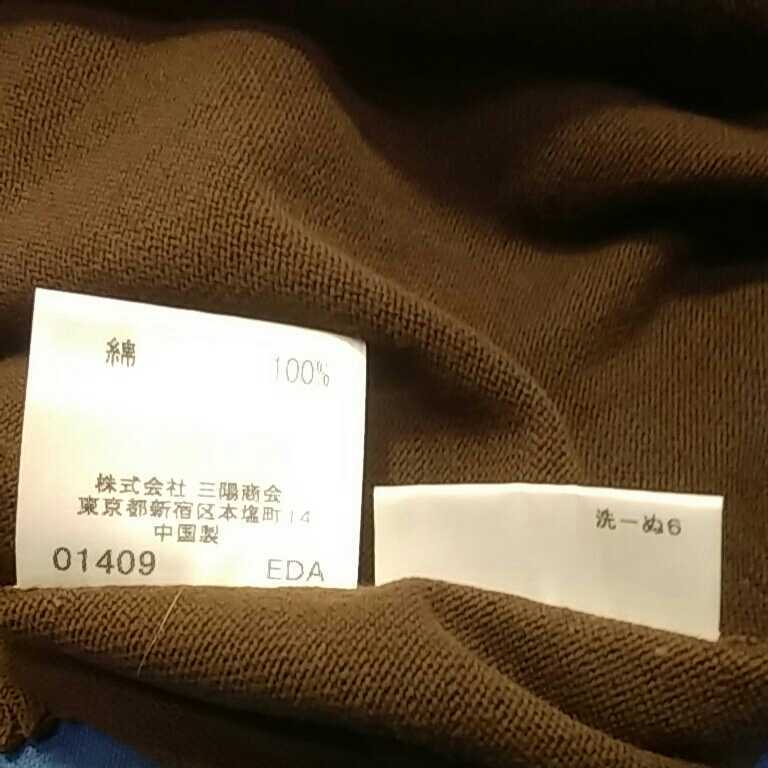 綿 100%
株式会社 三陽商会
東京都新宿区本塩町14
中国製
01409 EDA
洗ーぬ6